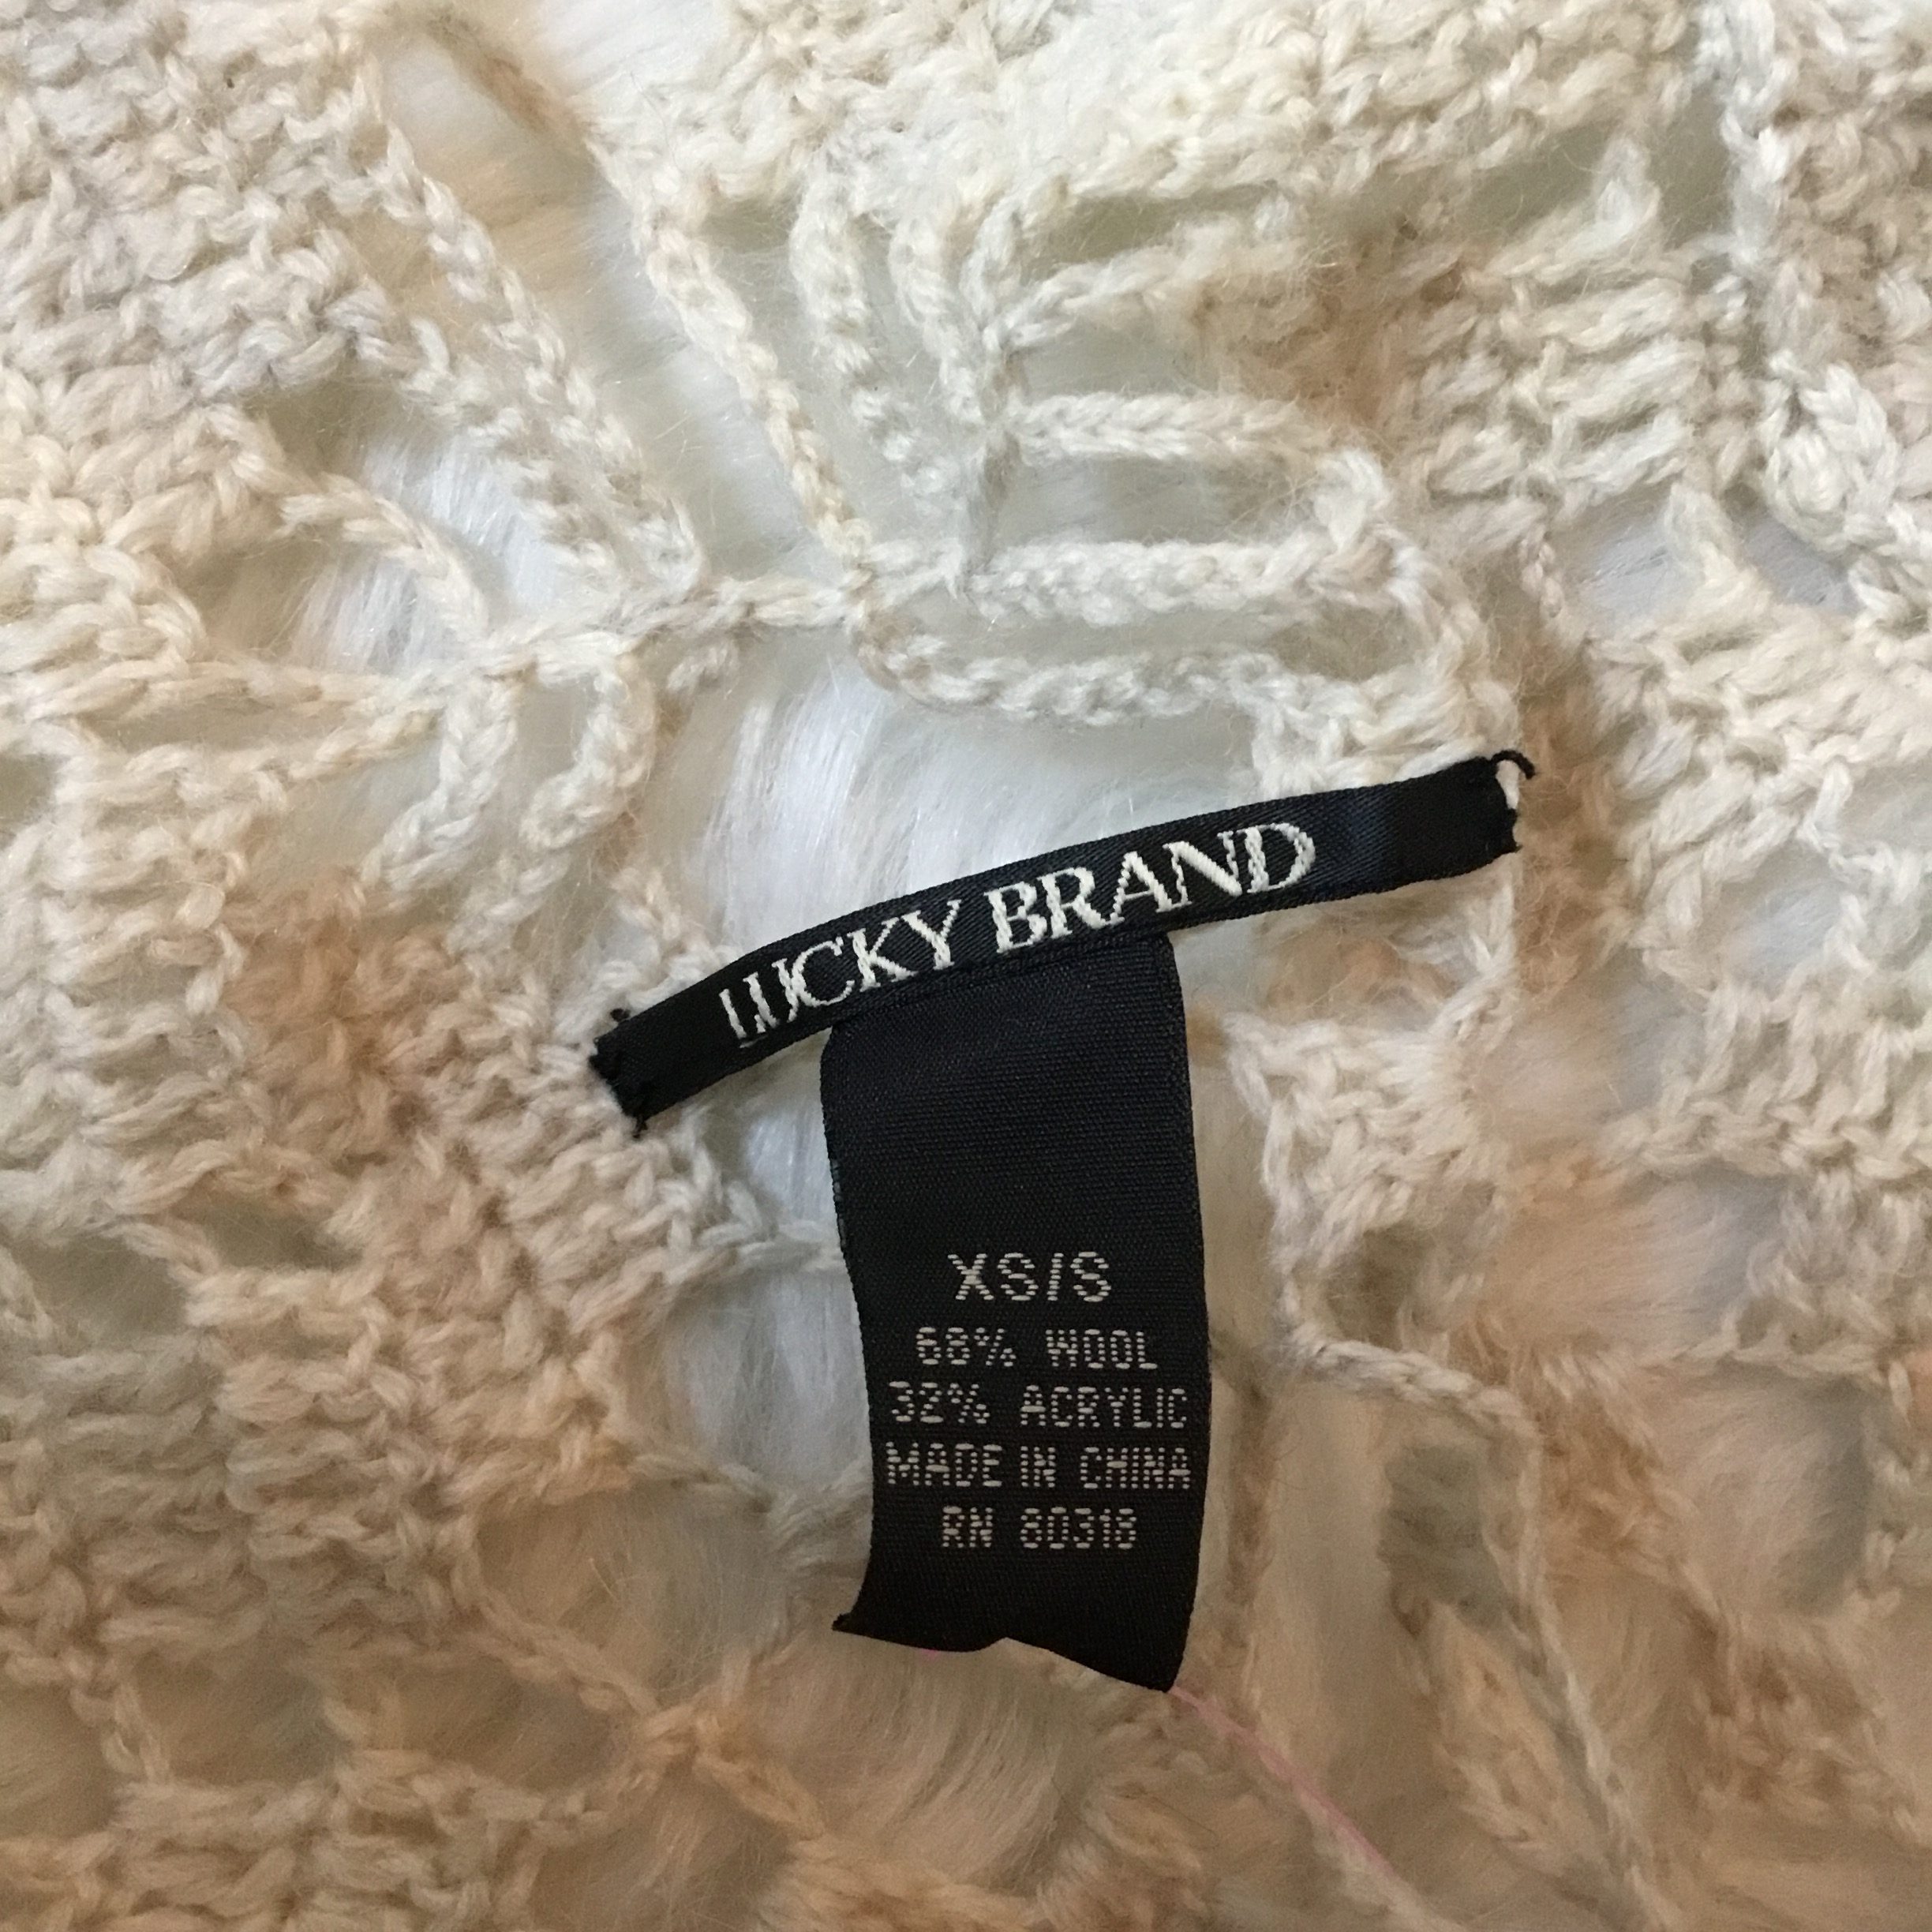 LUCKY BRAND
XS/S
68% WOOL
32% ACRYLIC
MADE IN CHINA
RN 80318